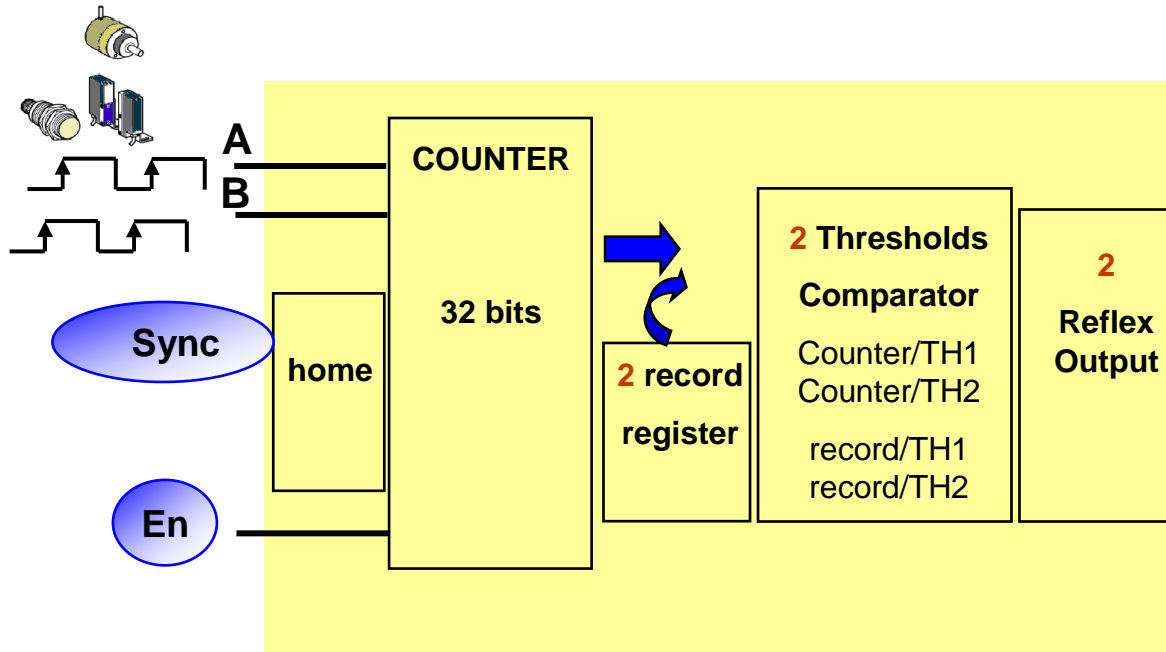 A
B
Sync
En
home
COUNTER
32 bits
2 record
register
2 Thresholds
Comparator
Counter/TH1
Counter/TH2
record/TH1
record/TH2
2
Reflex
Output